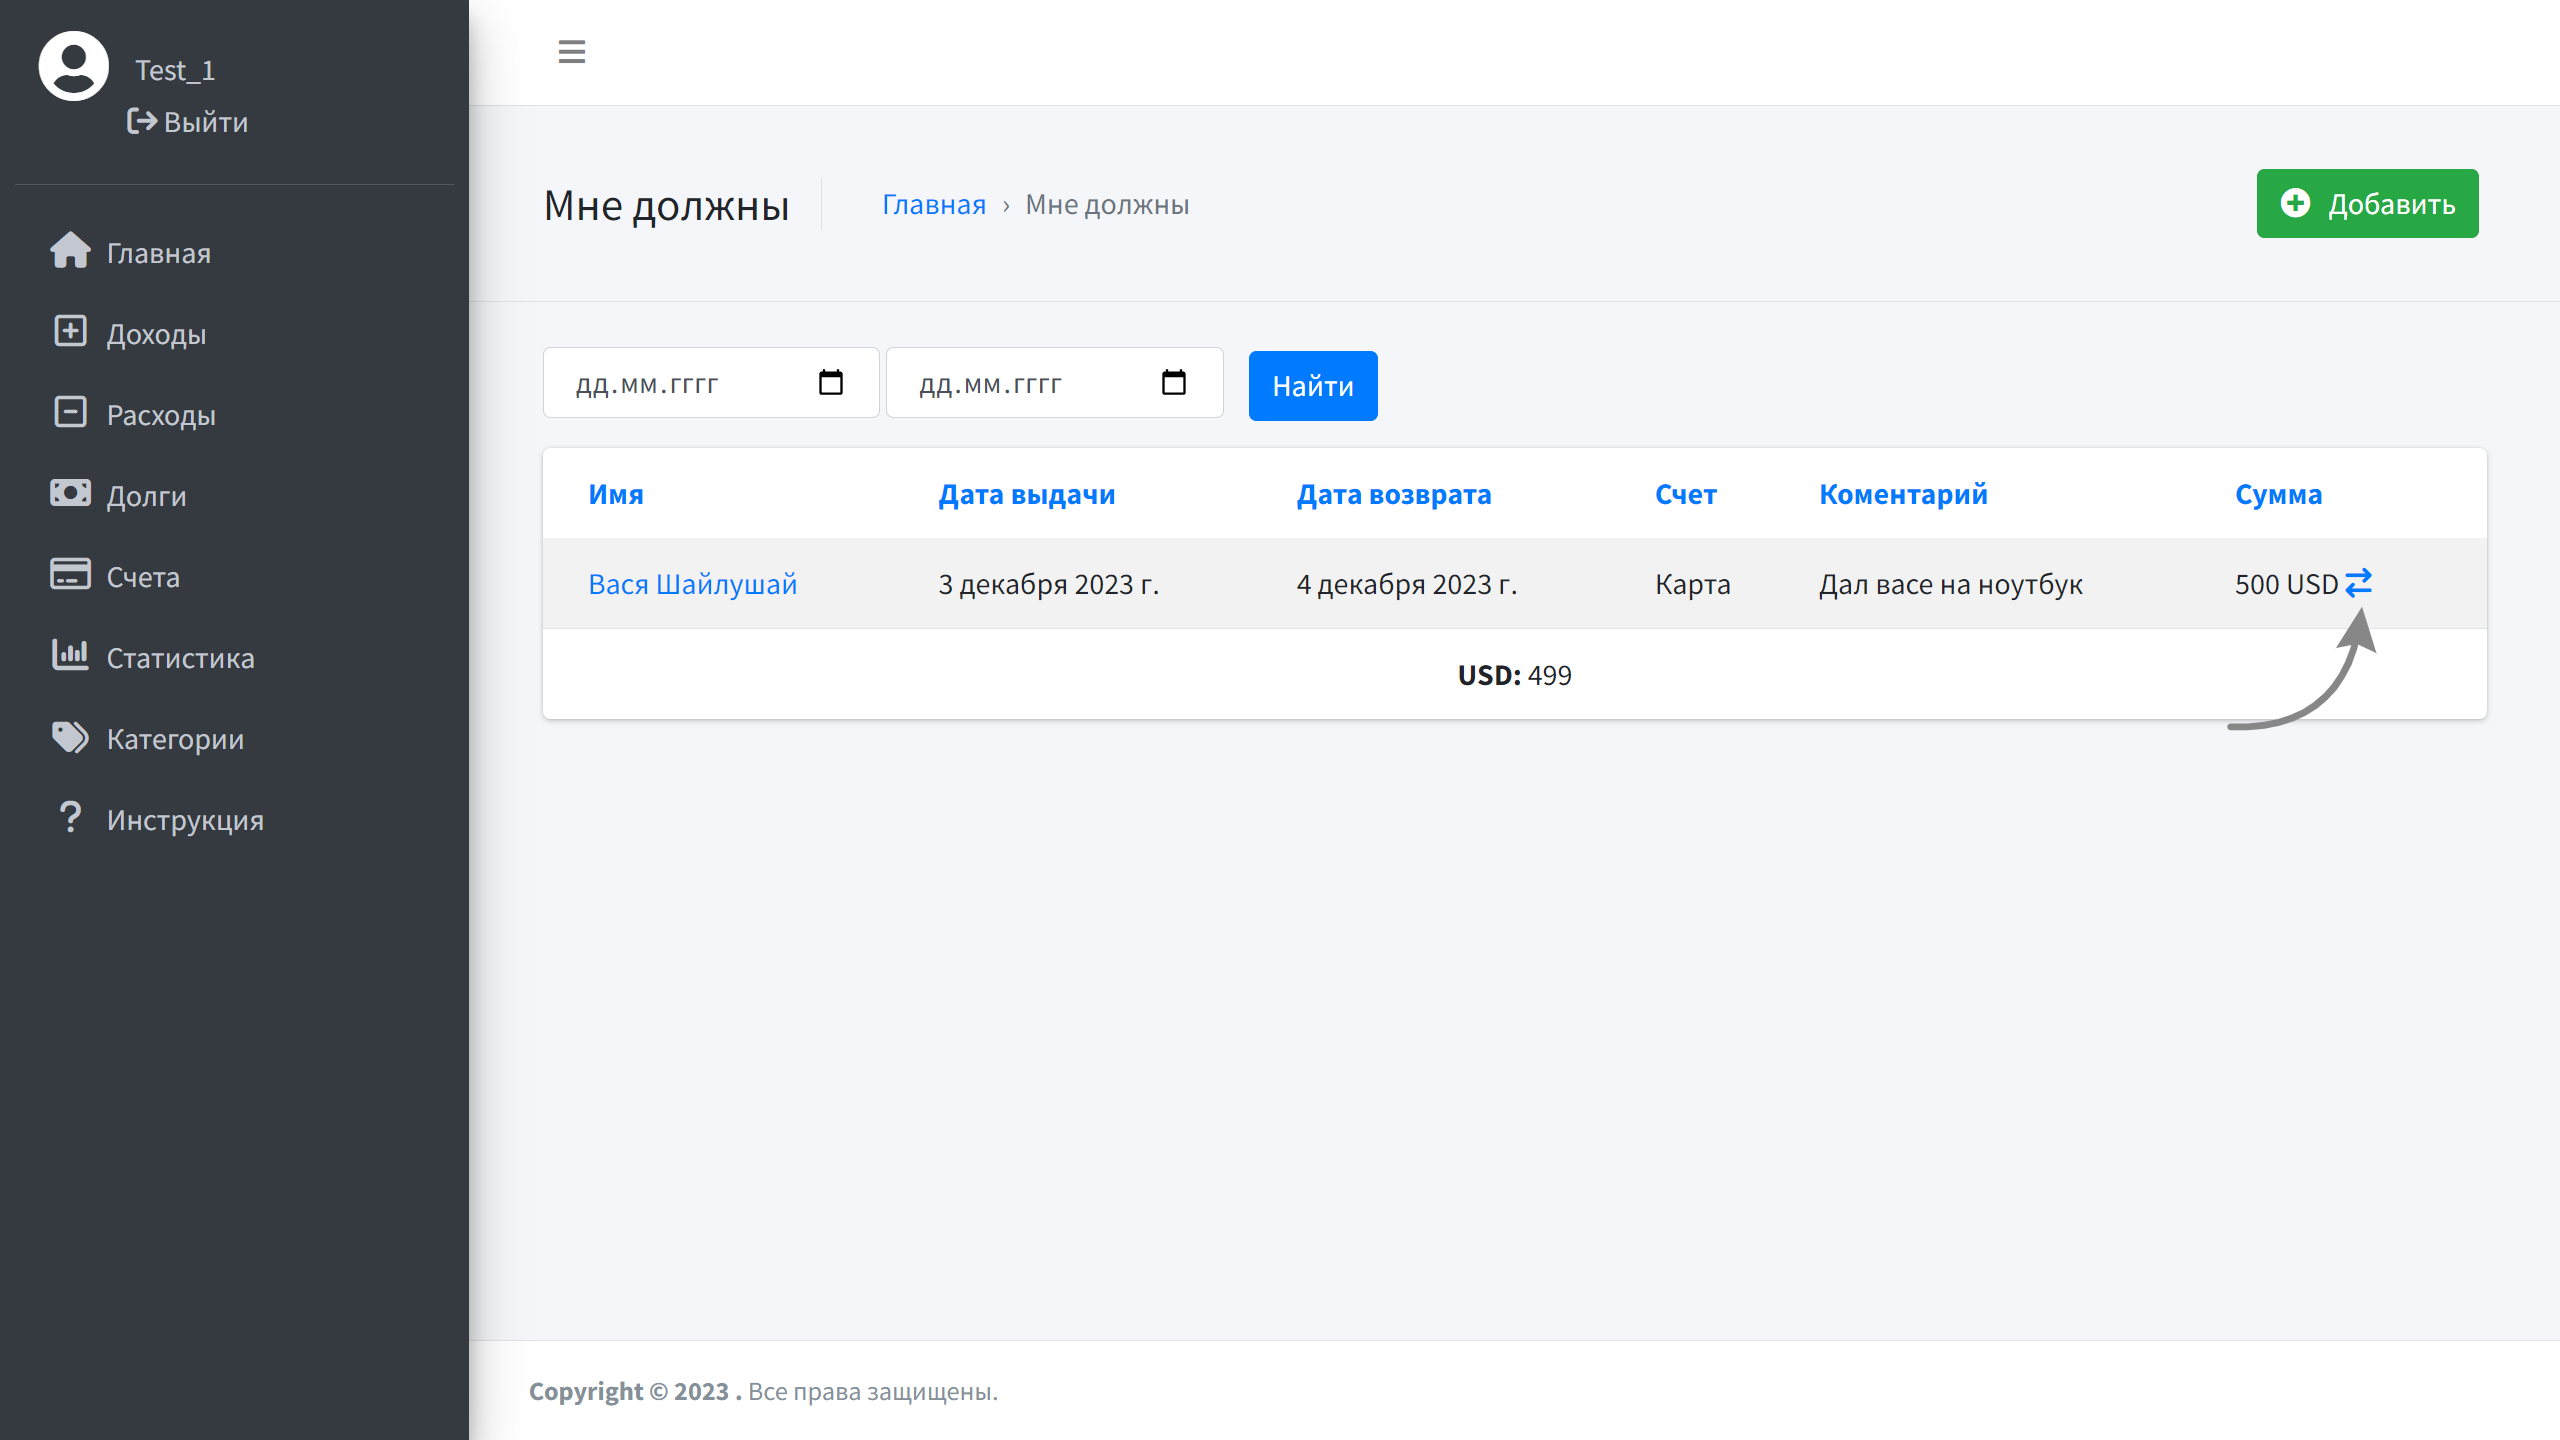 Test_1
Выйти
Главная
Доходы
Расходы
Долги
Счета
Статистика
Категории
Инструкция
Мне должны
Главная › Мне должны
Добавить
дд.мм.гггг дд.мм.гггг Найти
Имя Дата выдачи Дата возврата Счет Коментарий Сумма
Вася Шайлушай 3 декабря 2023 г. 4 декабря 2023 г. Карта Дал васе на ноутбук 500 USD
USD: 499
Copyright © 2023 . Все права защищены.